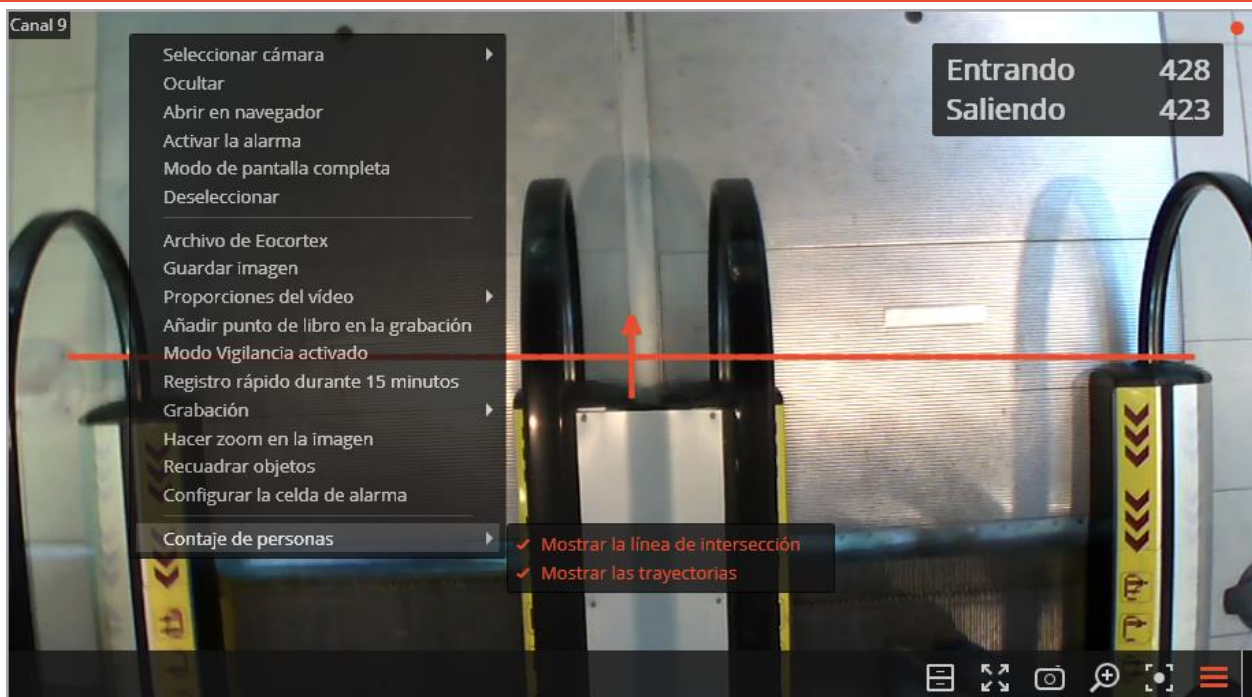 Canal 9
Entrando 428
Saliendo 423
Seleccionar cámara
Ocultar
Abrir en navegador
Activar la alarma
Modo de pantalla completa
Deseleccionar
Archivo de Eocortex
Guardar imagen
Proporciones del vídeo
Añadir punto de libro en la grabación
Modo Vigilancia activado
Registro rápido durante 15 minutos
Grabación
Hacer zoom en la imagen
Recuadrar objetos
Configurar la celda de alarma
Contaje de personas
Mostrar la línea de intersección
Mostrar las trayectorias